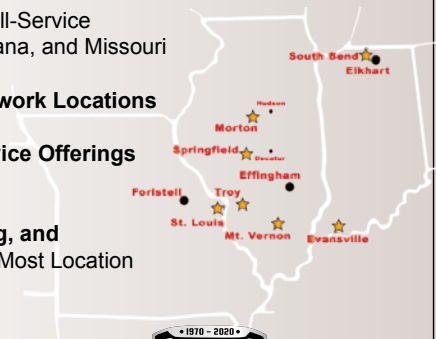 ll-Service
ana, and Missouri
work Locations
vice Offerings
g, and
Most Location
South Bend
Elkhart
Hudson
Morton
Springfield
Decatur
Effingham
Foristell
Troy
St. Louis
Mt. Vernon
Evansville
• 1970 - 2020 •